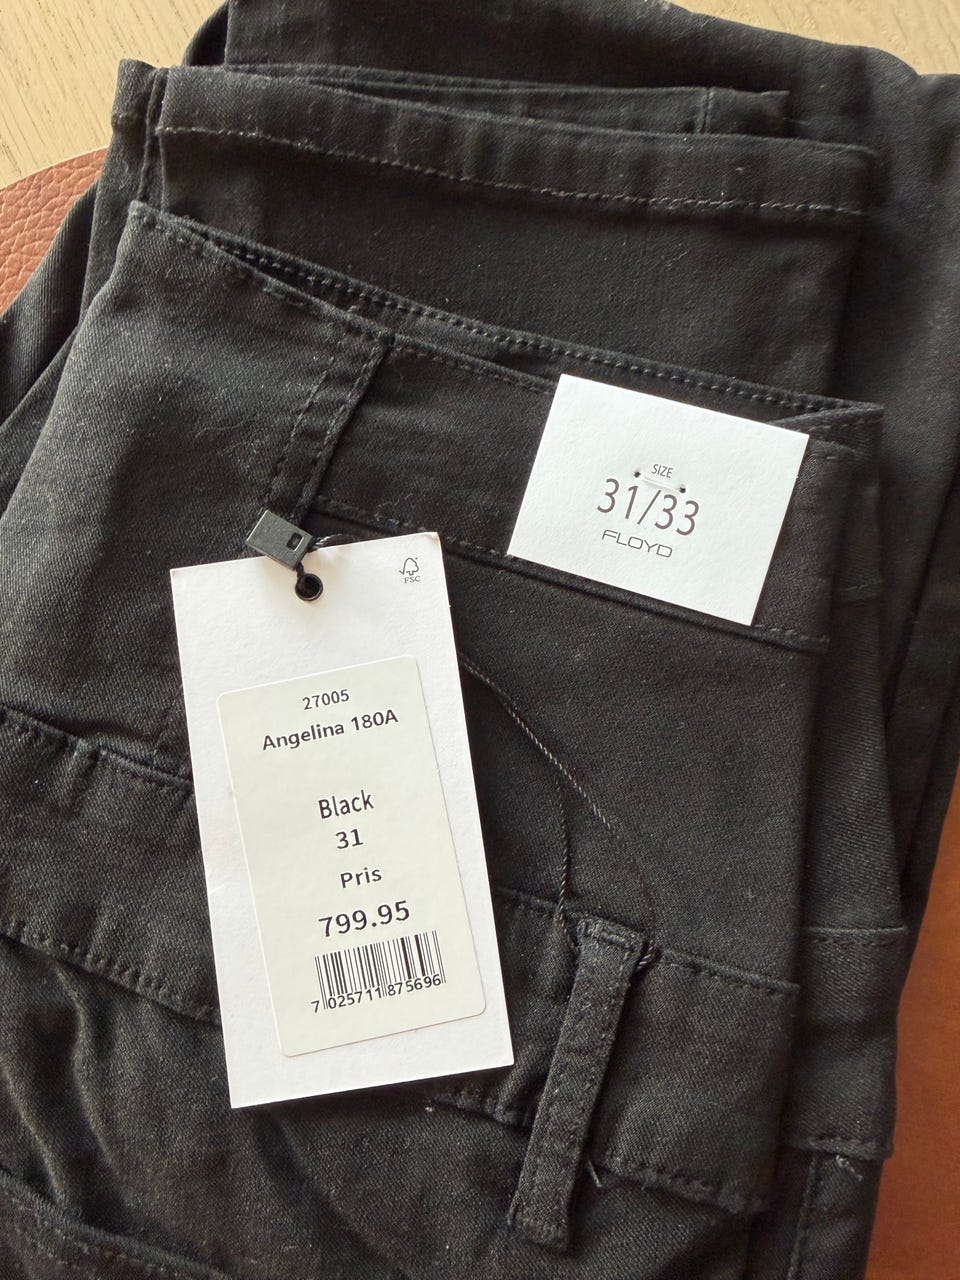 SIZE
31/33
FLOYD
FSC
27005
Angelina 180A
Black
31
Pris
799.95
7 025711 875696